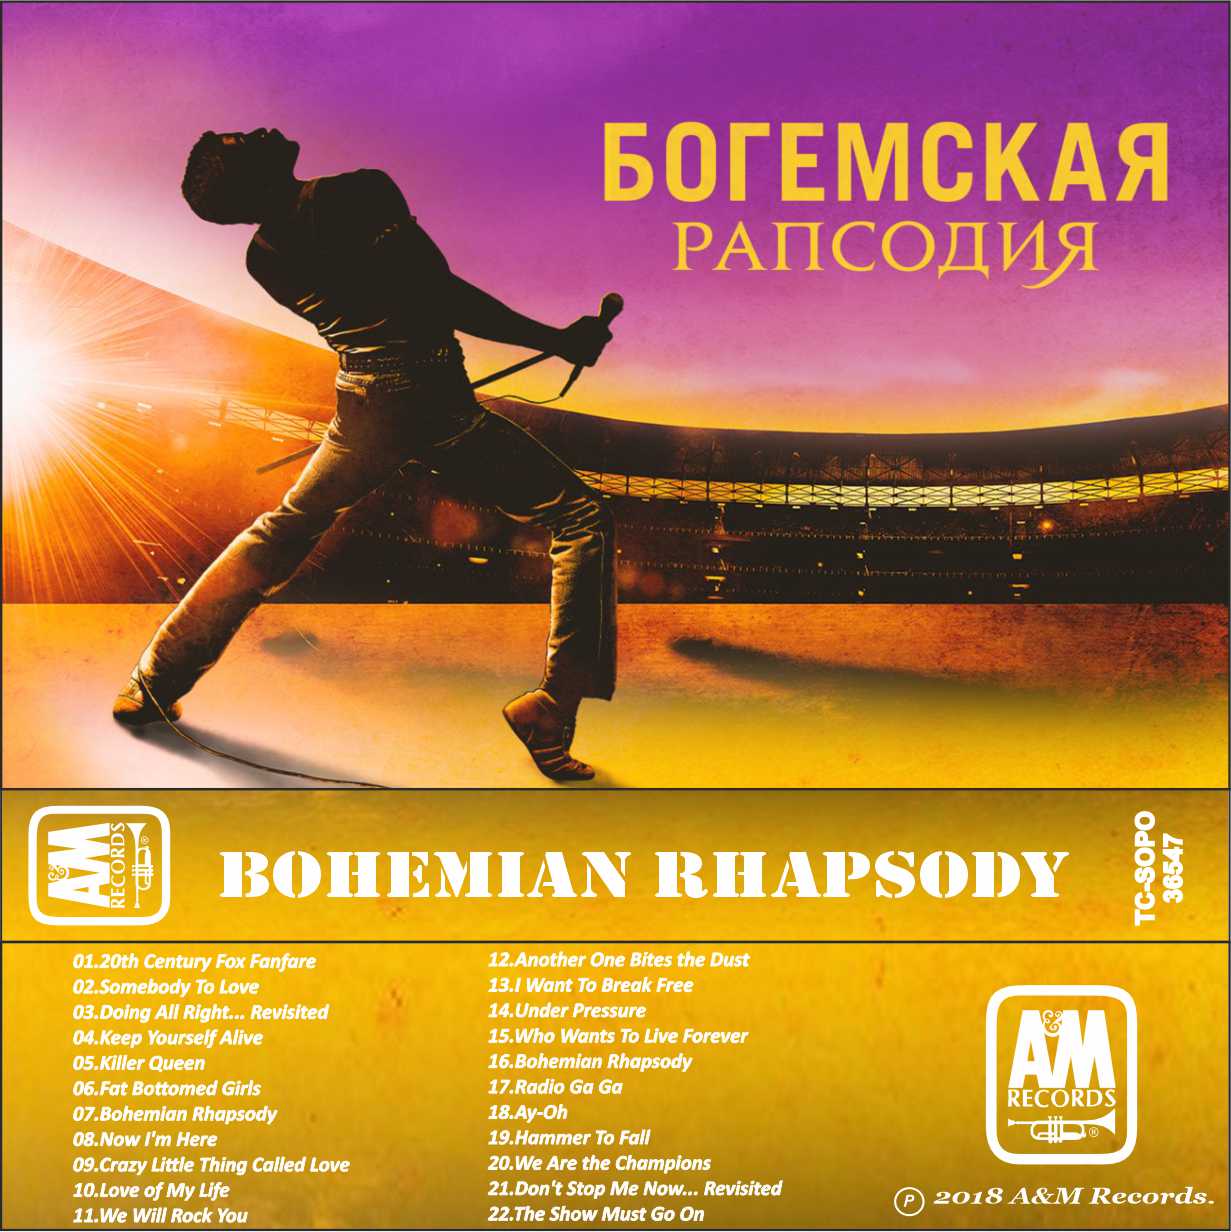 БОГЕМСКАЯ
РАПСОДИЯ
A&M
RECORDS
®
BOHEMIAN RHAPSODY
TC-SOPO
36547
01.20th Century Fox Fanfare
02.Somebody To Love
03.Doing All Right... Revisited
04.Keep Yourself Alive
05.Killer Queen
06.Fat Bottomed Girls
07.Bohemian Rhapsody
08.Now I'm Here
09.Crazy Little Thing Called Love
10.Love of My Life
11.We Will Rock You
12.Another One Bites the Dust
13.I Want To Break Free
14.Under Pressure
15.Who Wants To Live Forever
16.Bohemian Rhapsody
17.Radio Ga Ga
18.Ay-Oh
19.Hammer To Fall
20.We Are the Champions
21.Don't Stop Me Now... Revisited
22.The Show Must Go On
A&M
RECORDS
®
℗ 2018 A&M Records.